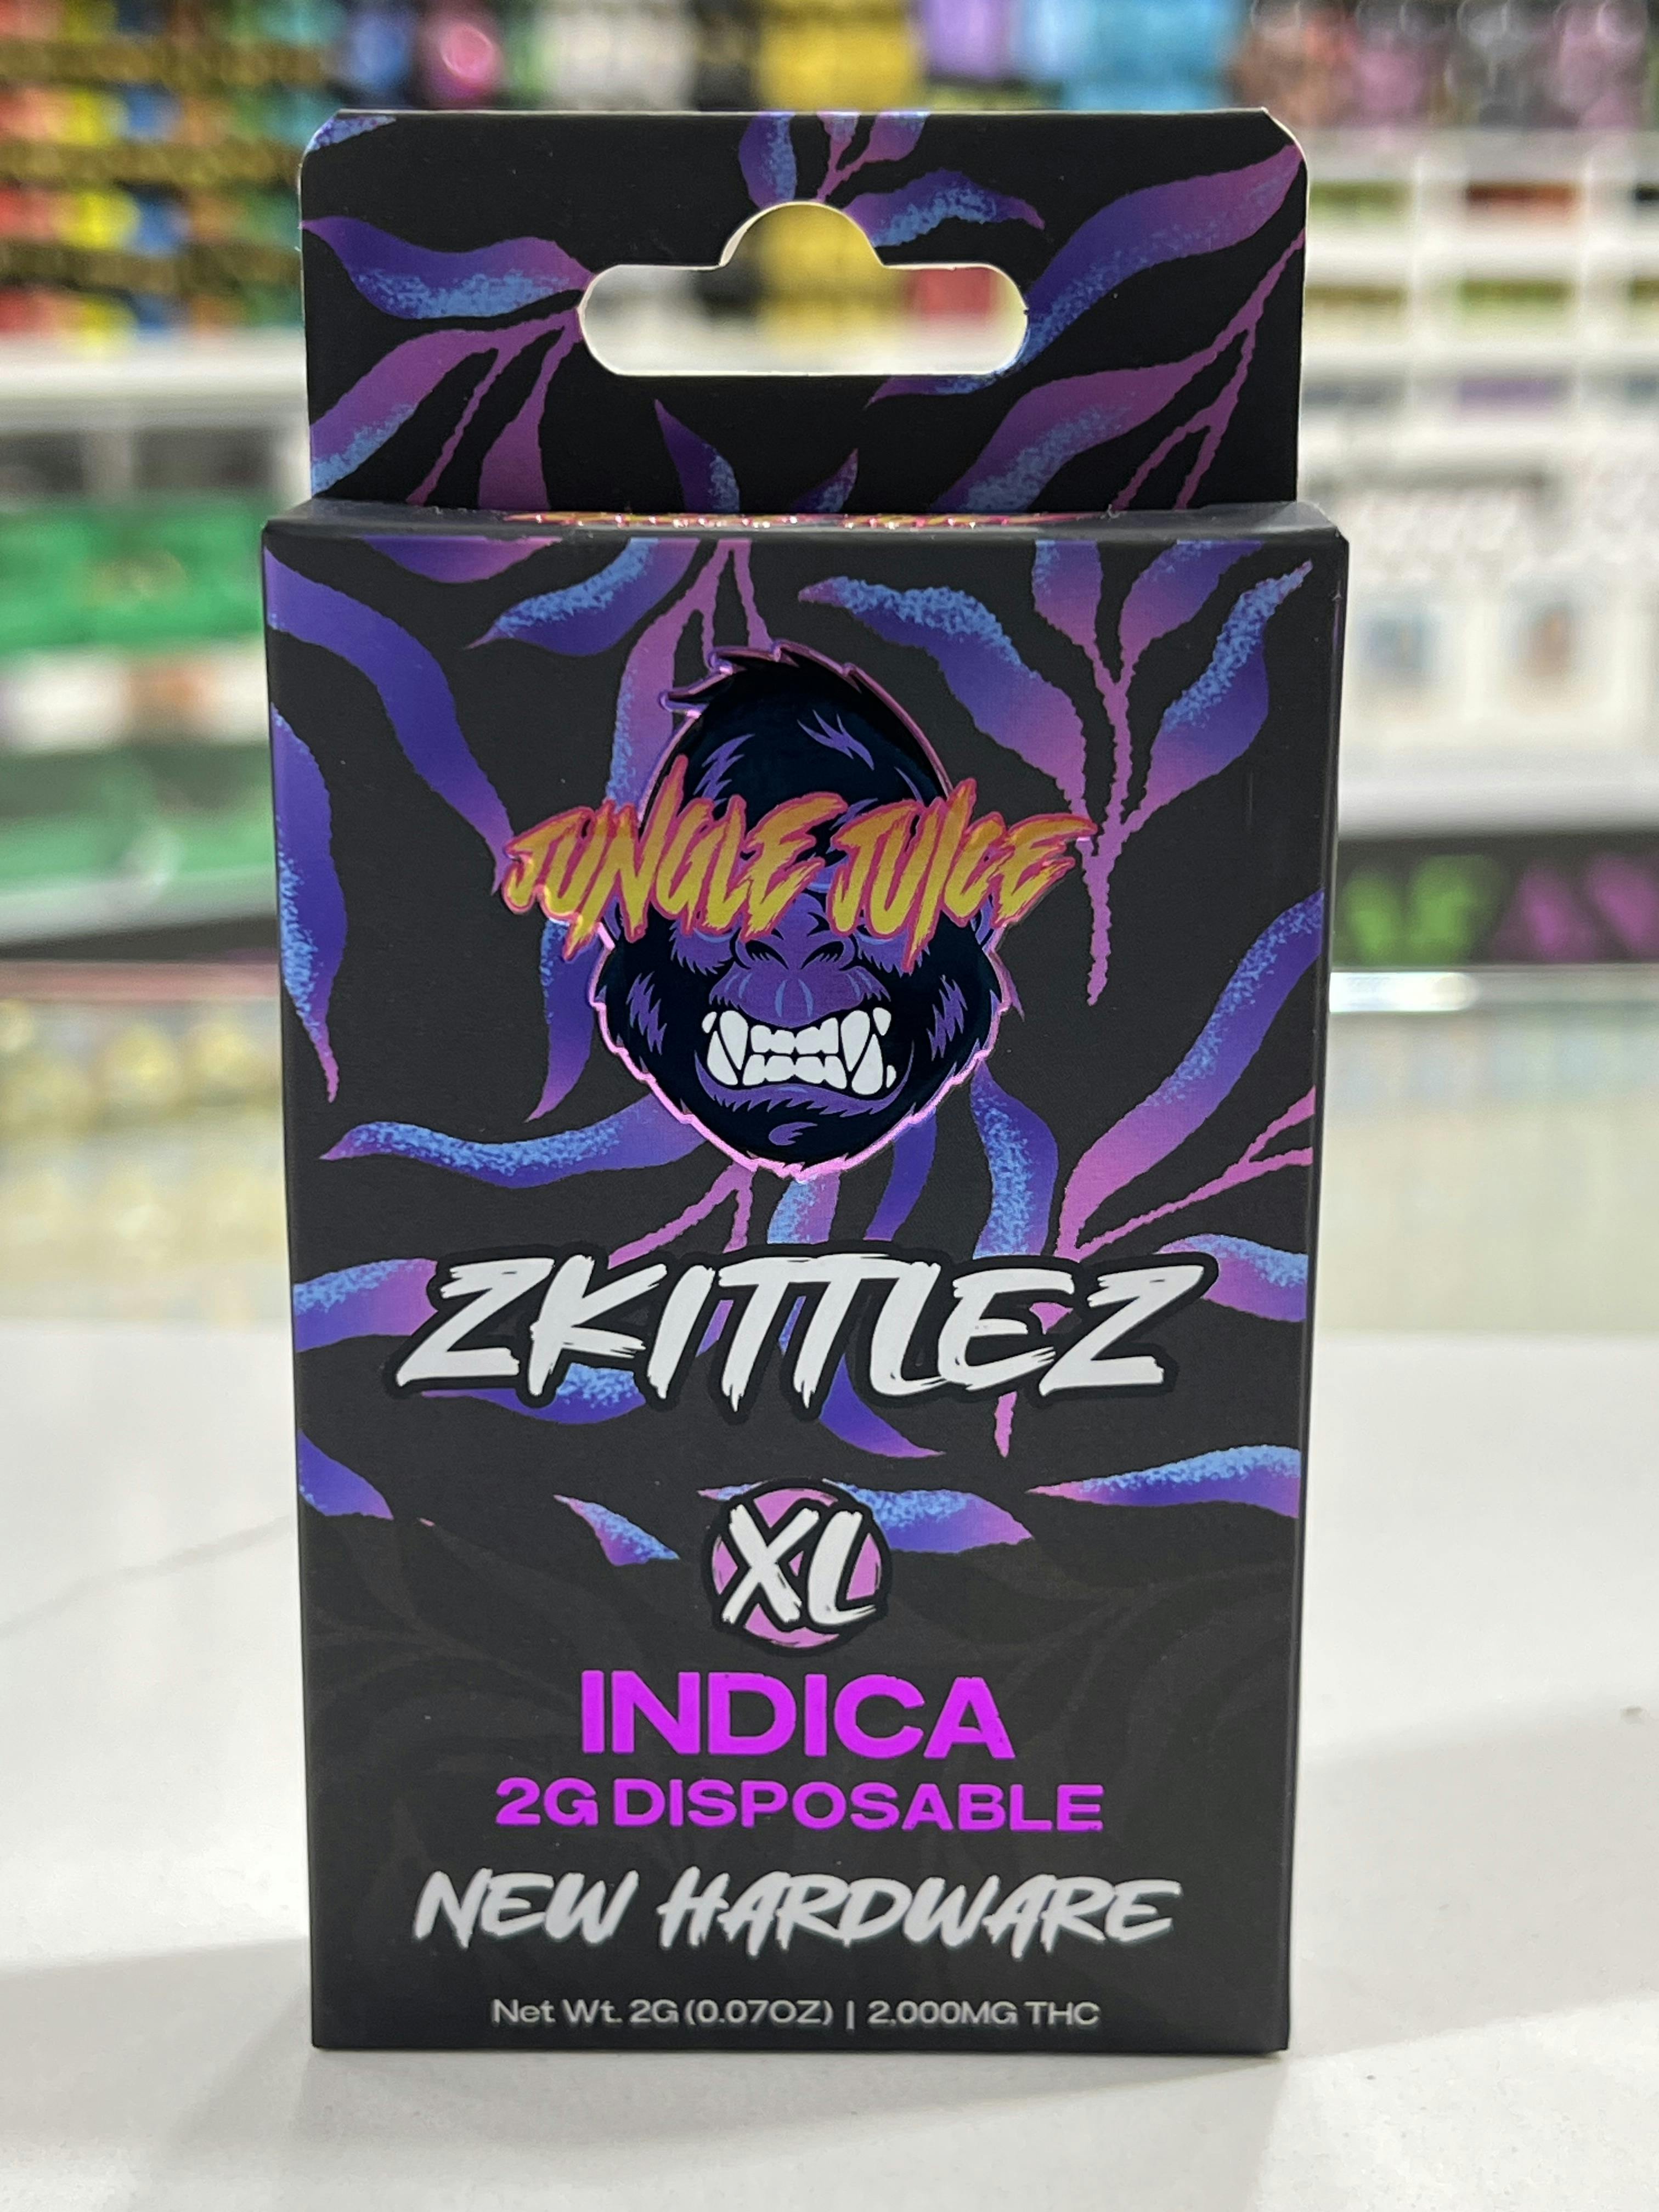 JUNGLE JUICE
ZKITTLEZ
XL
INDICA
2G DISPOSABLE
NEW HARDWARE
Net Wt. 2G (0.07OZ) | 2,000MG THC